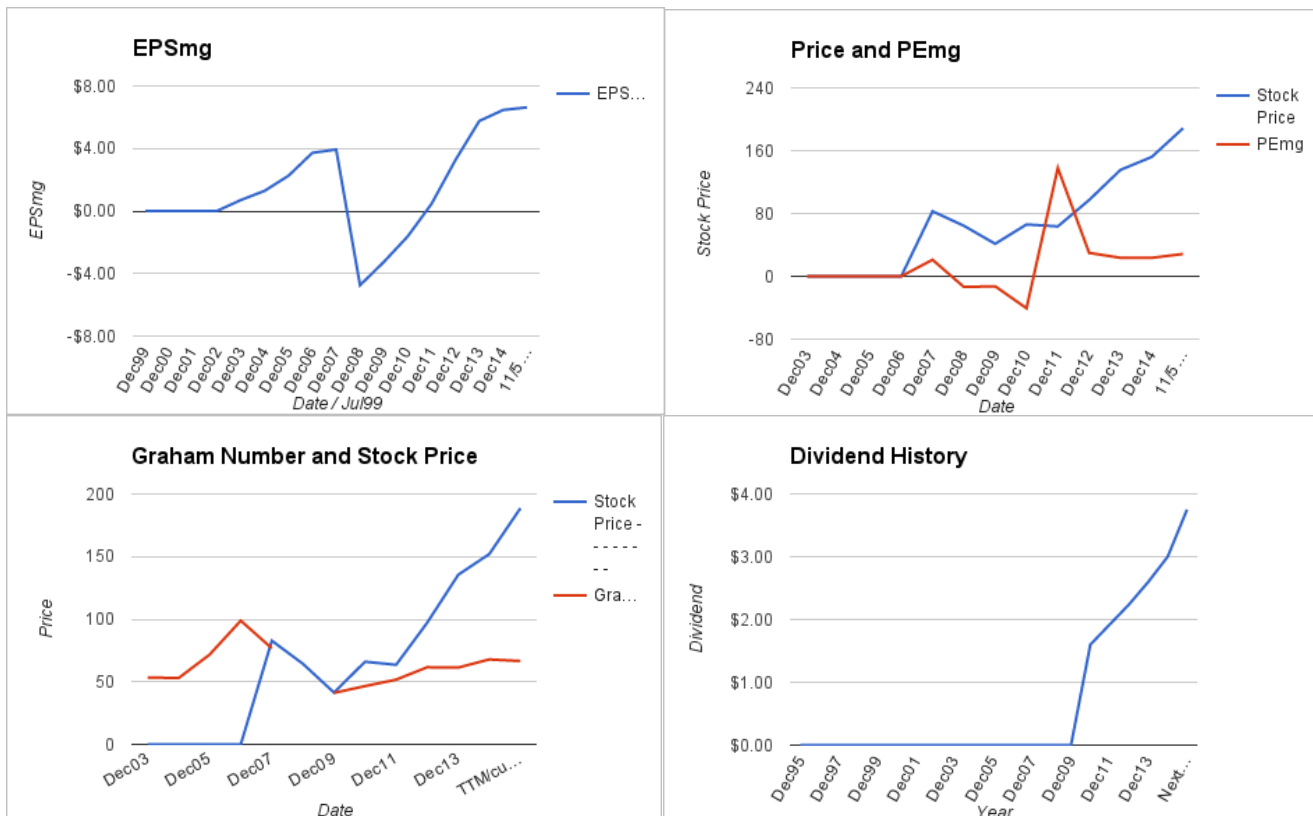 EPSmg
$8.00
$4.00
$0.00
-$4.00
-$8.00
EPSmg
EPS...
Dec99
Dec00
Dec01
Dec02
Dec03
Dec04
Dec05
Dec06
Dec07
Dec08
Dec09
Dec10
Dec11
Dec12
Dec13
Dec14
11/5...
Date / Jul99
Price and PEmg
240
160
80
0
-80
Stock Price
Stock
Price
PEmg
Dec03
Dec04
Dec05
Dec06
Dec07
Dec08
Dec09
Dec10
Dec11
Dec12
Dec13
Dec14
11/5...
Date
Graham Number and Stock Price
200
150
100
50
0
Price
Stock
Price -
- - - - -
- -
Gra...
Dec03
Dec05
Dec07
Dec09
Dec11
Dec13
TTM/cu...
Date
Dividend History
$4.00
$3.00
$2.00
$1.00
$0.00
Dividend
Dec95
Dec97
Dec99
Dec01
Dec03
Dec05
Dec07
Dec09
Dec11
Dec13
Next...
Year